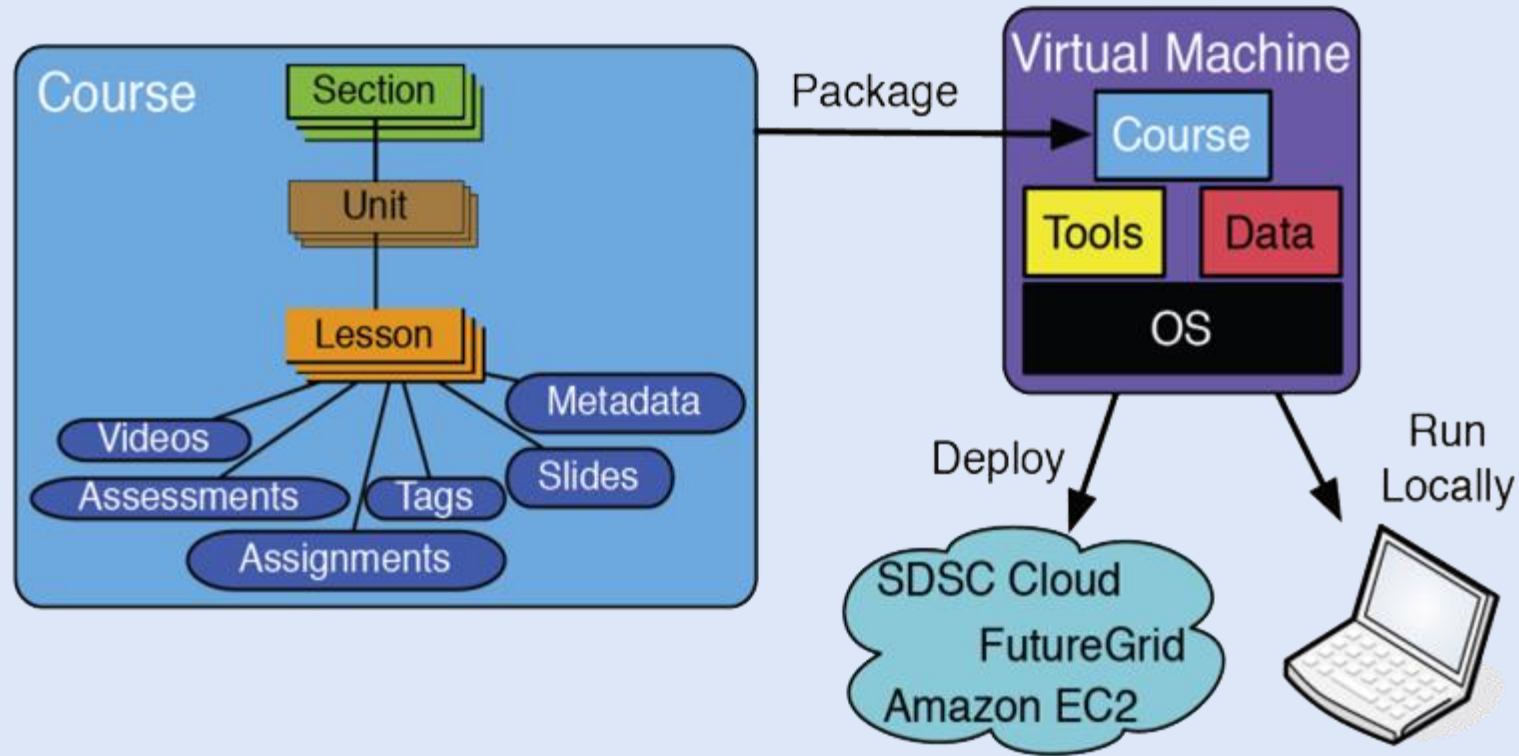 Course
Section
Unit
Lesson
Metadata
Videos
Slides
Assessments
Tags
Assignments
Package
Virtual Machine
Course
Tools
Data
OS
Deploy
Run
Locally
SDSC Cloud
FutureGrid
Amazon EC2